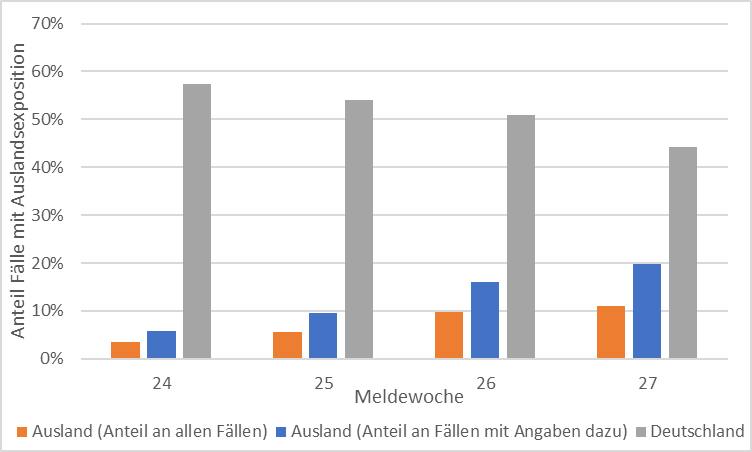 70%
60%
50%
40%
30%
20%
10%
0%
Anteil Fälle mit Auslandsexposition
24
25
26
27
Meldewoche
Ausland (Anteil an allen Fällen)
Ausland (Anteil an Fällen mit Angaben dazu)
Deutschland